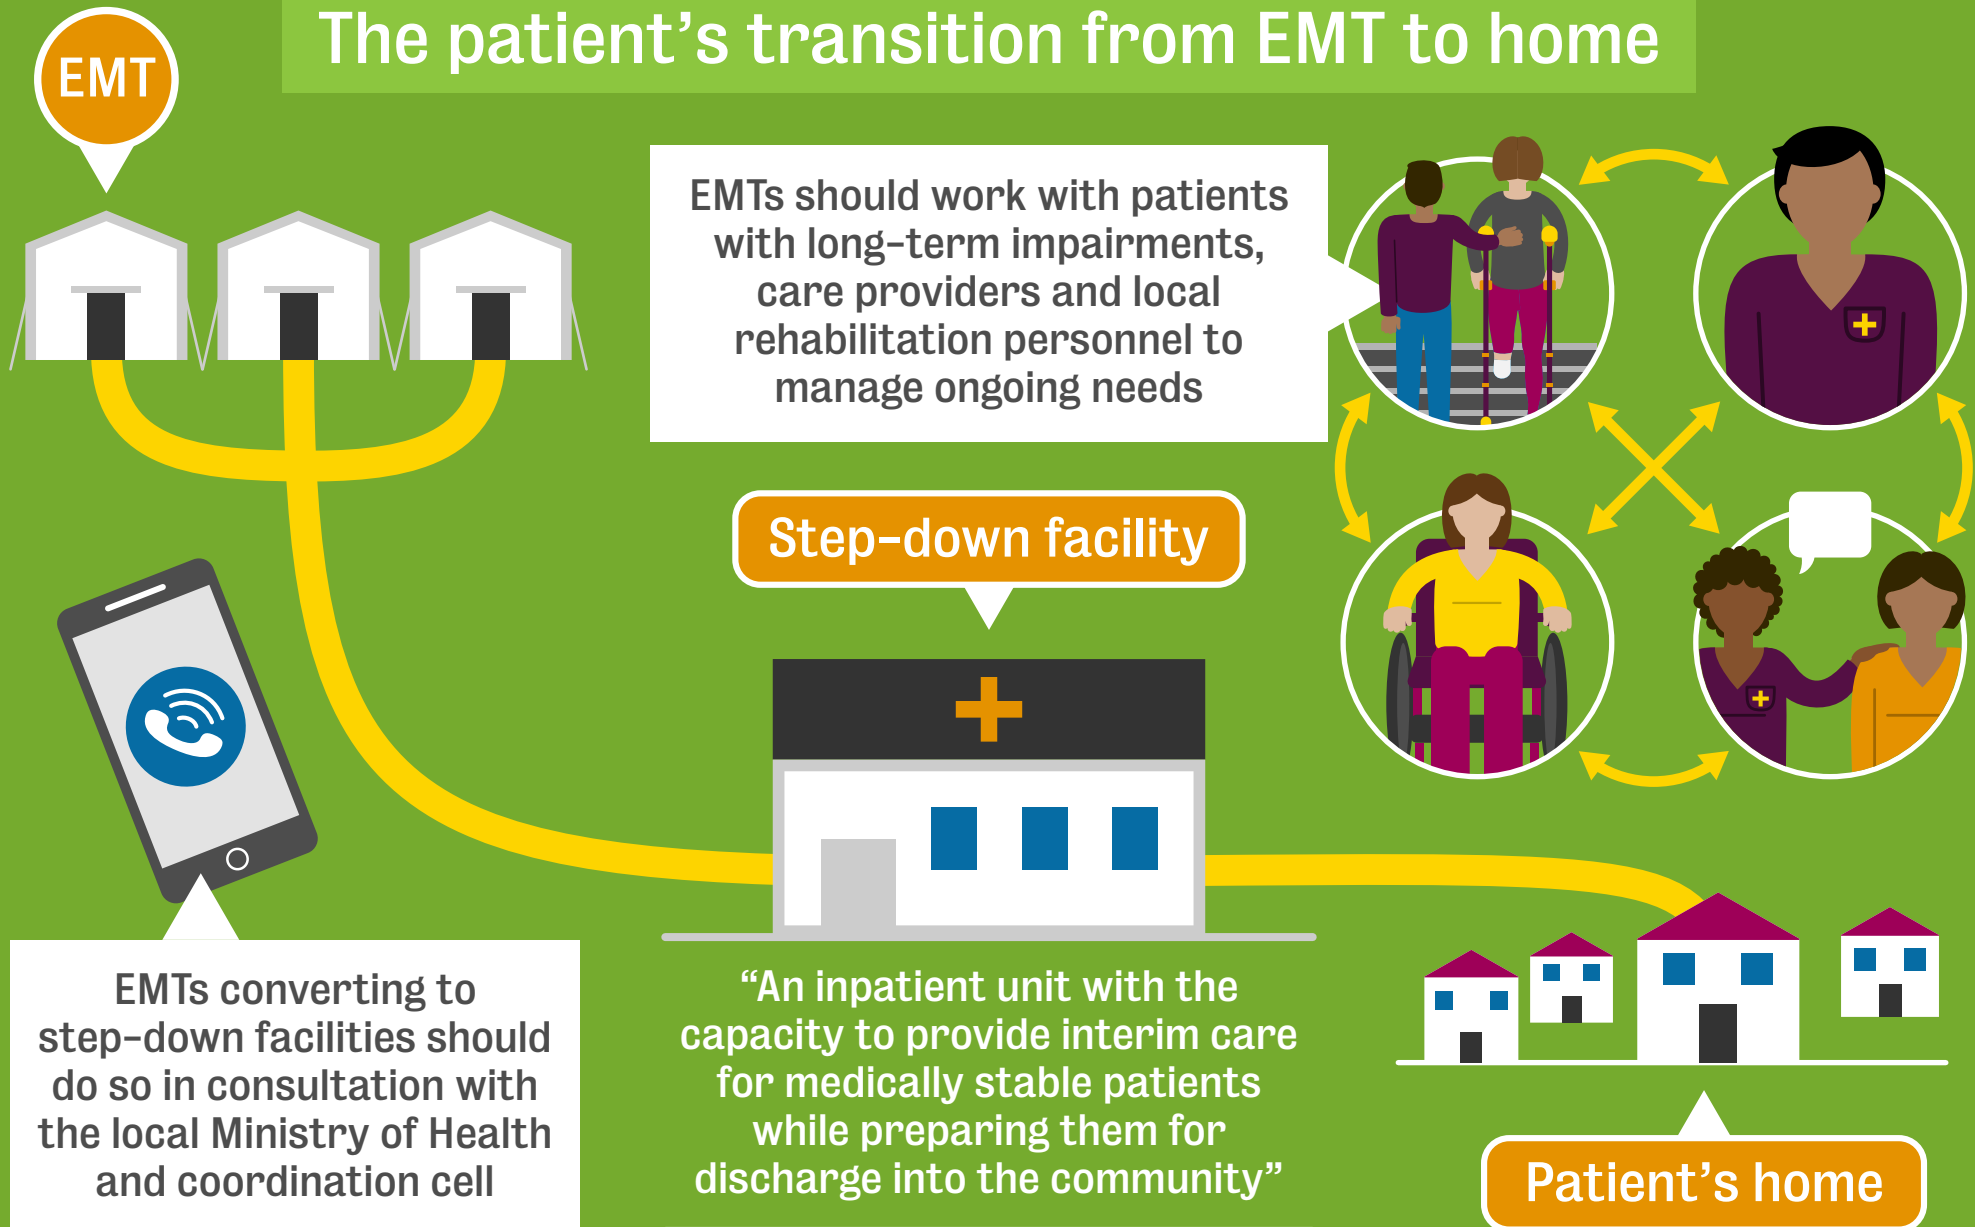 The patient’s transition from EMT to home
EMT
EMTs should work with patients
with long-term impairments,
care providers and local
rehabilitation personnel to
manage ongoing needs
Step-down facility
EMTs converting to
step-down facilities should
do so in consultation with
the local Ministry of Health
and coordination cell
“An inpatient unit with the
capacity to provide interim care
for medically stable patients
while preparing them for
discharge into the community”
Patient’s home